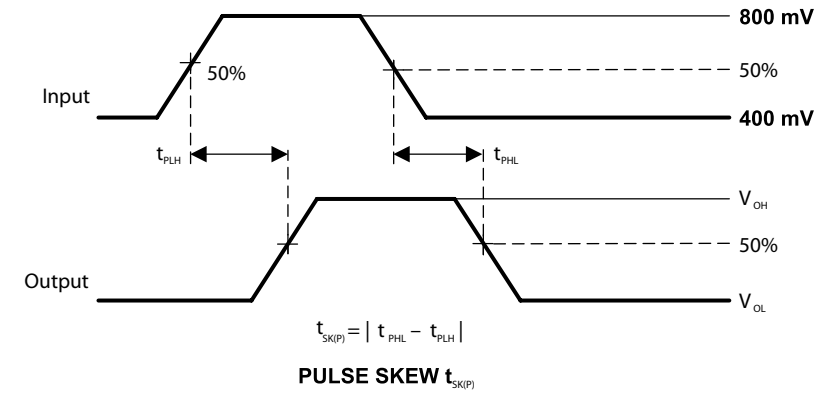 800 mV
50%
50%
Input
400 mV
tPLH
tPHL
VOH
50%
Output
VOL
tSK(P) = | tPHL – tPLH |
PULSE SKEW tSK(P)